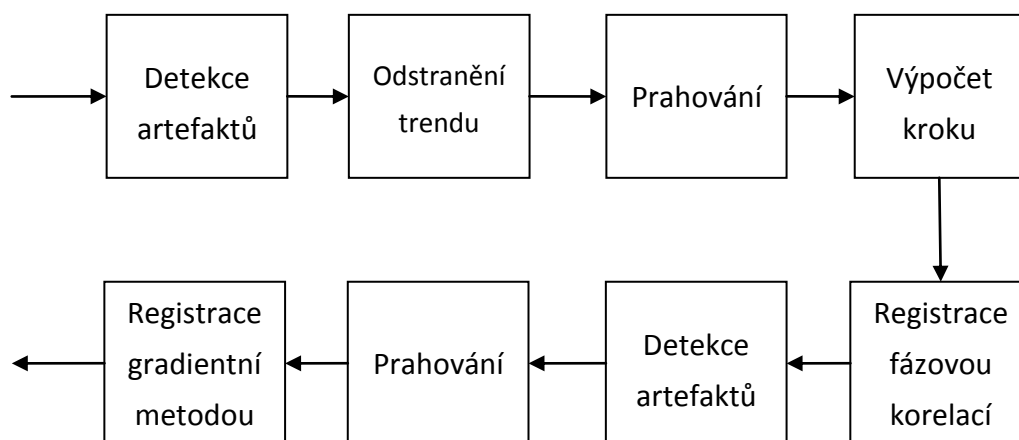 Detekce
artefaktů
Odstranění
trendu
Prahování
Výpočet
kroku
Registrace
fázovou
korelací
Detekce
artefaktů
Prahování
Registrace
gradientní
metodou